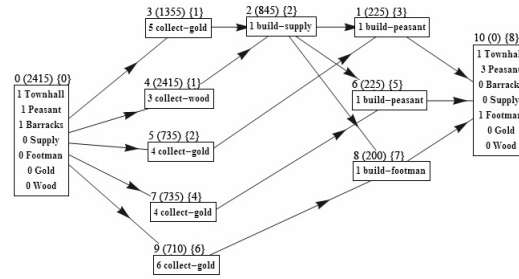 3 (1355) {1}
5 collect-gold
2 (845) {2}
1 build-supply
1 (225) {3}
1 build-peasant
10 (0) {8}
1 Townhall
3 Peasant
0 Barracks
0 Supply
1 Footman
0 Gold
0 Wood
0 (2415) {0}
1 Townhall
1 Peasant
1 Barracks
0 Supply
0 Footman
0 Gold
0 Wood
4 (2415) {1}
3 collect-wood
6 (225) {5}
1 build-peasant
5 (735) {2}
4 collect-gold
8 (200) {7}
1 build-footman
7 (735) {4}
4 collect-gold
9 (710) {6}
6 collect-gold